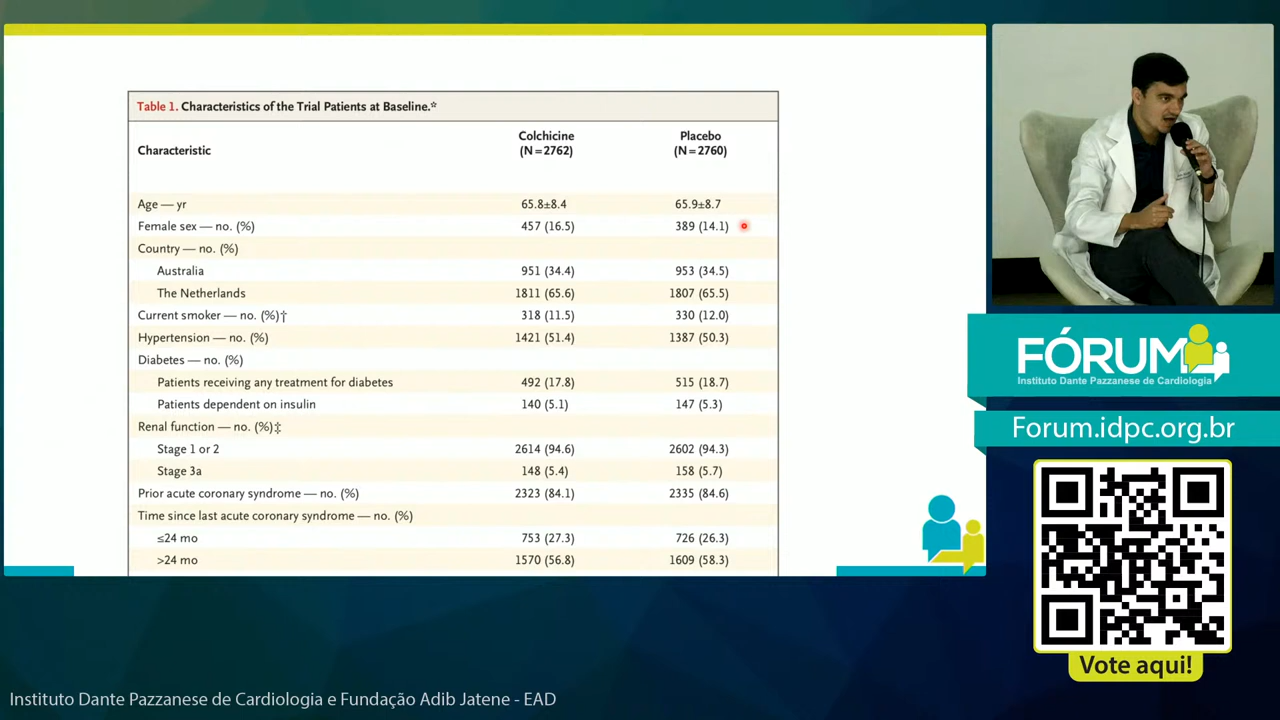 Table 1. Characteristics of the Trial Patients at Baseline.*
Characteristic
Colchicine (N=2762)
Placebo (N=2760)
Age — yr 65.8±8.4 65.9±8.7
Female sex — no. (%) 457 (16.5) 389 (14.1)
Country — no. (%)
Australia 951 (34.4) 953 (34.5)
The Netherlands 1811 (65.6) 1807 (65.5)
Current smoker — no. (%)† 318 (11.5) 330 (12.0)
Hypertension — no. (%) 1421 (51.4) 1387 (50.3)
Diabetes — no. (%)
Patients receiving any treatment for diabetes 492 (17.8) 515 (18.7)
Patients dependent on insulin 140 (5.1) 147 (5.3)
Renal function — no. (%)‡
Stage 1 or 2 2614 (94.6) 2602 (94.3)
Stage 3a 148 (5.4) 158 (5.7)
Prior acute coronary syndrome — no. (%) 2323 (84.1) 2335 (84.6)
Time since last acute coronary syndrome — no. (%)
≤24 mo 753 (27.3) 726 (26.3)
>24 mo 1570 (56.8) 1609 (58.3)
FÓRUM
Instituto Dante Pazzanese de Cardiologia
Forum.idpc.org.br
Vote aqui!
Instituto Dante Pazzanese de Cardiologia e Fundação Adib Jatene - EAD